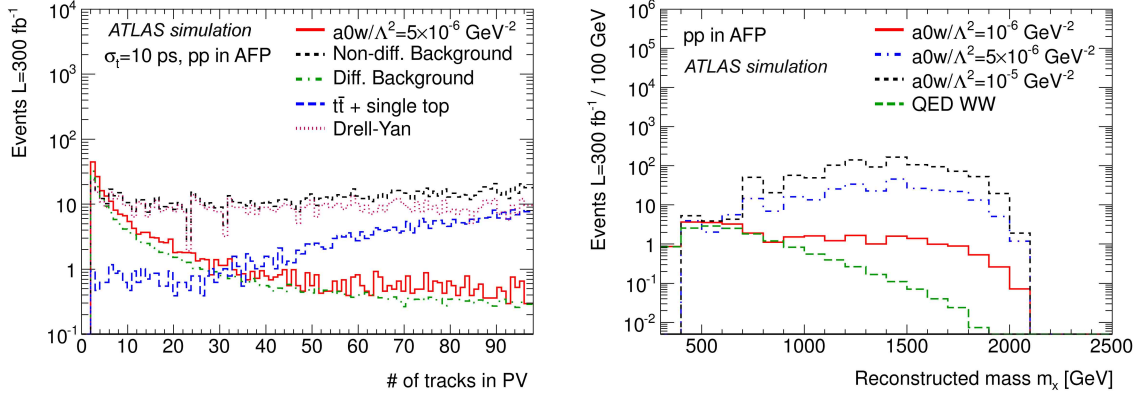 Events L=300 fb⁻¹
10⁴
10³
10²
10
1
10⁻¹
ATLAS simulation
σₜ=10 ps, pp in AFP
a0w/Λ²=5×10⁻⁶ GeV⁻²
Non-diff. Background
Diff. Background
tt̄ + single top
Drell-Yan
0 10 20 30 40 50 60 70 80 90
# of tracks in PV
Events L=300 fb⁻¹ / 100 GeV
10⁶
10⁵
10⁴
10³
10²
10
1
10⁻¹
10⁻²
pp in AFP
ATLAS simulation
a0w/Λ²=10⁻⁶ GeV⁻²
a0w/Λ²=5×10⁻⁶ GeV⁻²
a0w/Λ²=10⁻⁵ GeV⁻²
QED WW
500 1000 1500 2000 2500
Reconstructed mass mₓ [GeV]